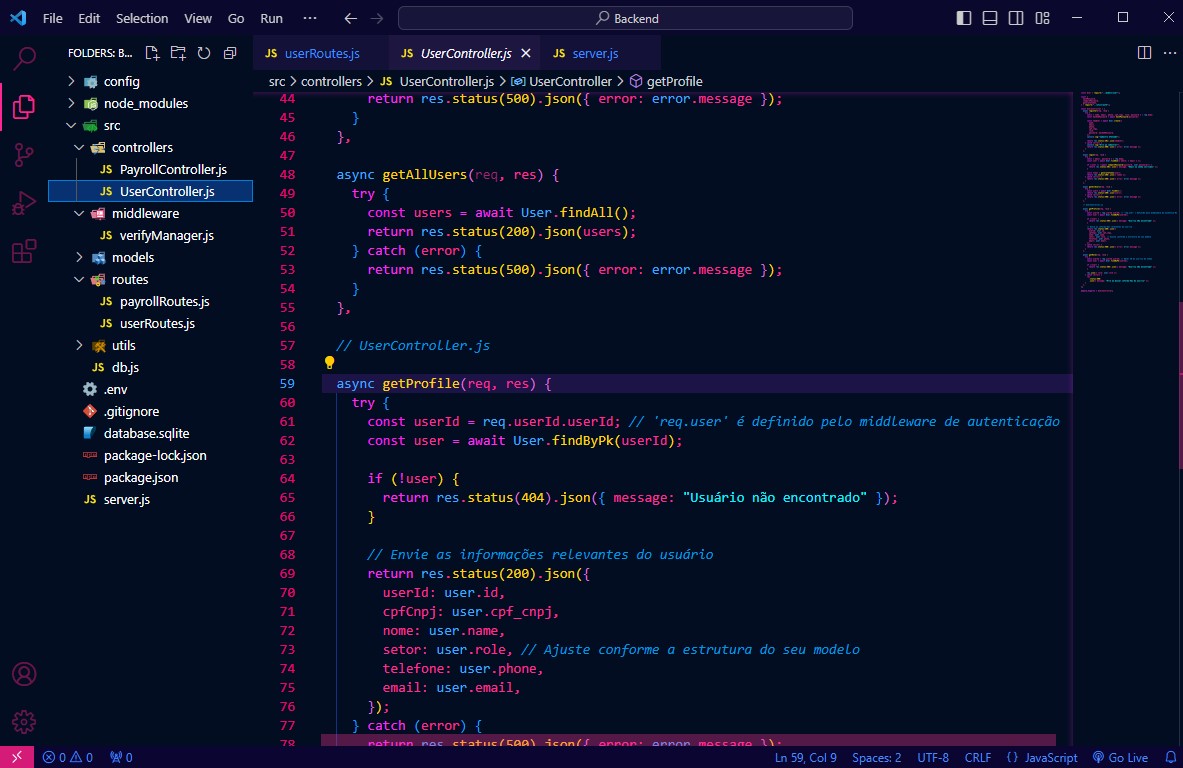 File Edit Selection View Go Run ··· Backend
FOLDERS: B...
config
node_modules
src
controllers
JS PayrollController.js
JS UserController.js
middleware
JS verifyManager.js
models
routes
JS payrollRoutes.js
JS userRoutes.js
utils
JS db.js
.env
.gitignore
database.sqlite
package-lock.json
package.json
JS server.js
JS userRoutes.js JS UserController.js JS server.js
src > controllers > JS UserController.js > UserController > getProfile
44 return res.status(500).json({ error: error.message });
45 }
46 },
47
48 async getAllUsers(req, res) {
49 try {
50 const users = await User.findAll();
51 return res.status(200).json(users);
52 } catch (error) {
53 return res.status(500).json({ error: error.message });
54 }
55 },
56
57 // UserController.js
58
59 async getProfile(req, res) {
60 try {
61 const userId = req.userId.userId; // 'req.user' é definido pelo middleware de autenticação
62 const user = await User.findByPk(userId);
63
64 if (!user) {
65 return res.status(404).json({ message: "Usuário não encontrado" });
66 }
67
68 // Envie as informações relevantes do usuário
69 return res.status(200).json({
70 userId: user.id,
71 cpfCnpj: user.cpf_cnpj,
72 nome: user.name,
73 setor: user.role, // Ajuste conforme a estrutura do seu modelo
74 telefone: user.phone,
75 email: user.email,
76 });
77 } catch (error) {
78 return res.status(500).json({ error: error.message });
0 0 0 Ln 59, Col 9 Spaces: 2 UTF-8 CRLF {} JavaScript Go Live